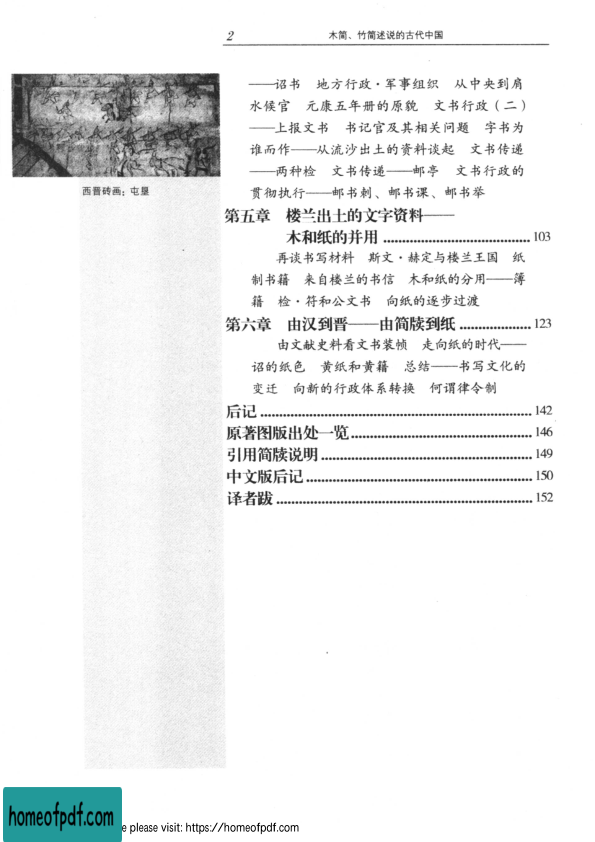 2 木简、竹简述说的古代中国
——诏书 地方行政·军事组织 从中央到肩
水候官 元康五年册的原貌 文书行政（二）
——上报文书 书记官及其相关问题 字书为
谁而作——从流沙出土的资料谈起 文书传递
——两种检 文书传递——邮亭 文书行政的
贯彻执行——邮书刺、邮书课、邮书举
西晋砖画：屯垦
第五章 楼兰出土的文字资料——
木和纸的并用 ........................................ 103
再谈书写材料 斯文·赫定与楼兰王国 纸
制书籍 来自楼兰的书信 木和纸的分用——簿
籍 检·符和公文书 向纸的逐步过渡
第六章 由汉到晋——由简牍到纸 ................... 123
由文献史料看文书装帧 走向纸的时代——
诏的纸色 黄纸和黄籍 总结——书写文化的
变迁 向新的行政体系转换 何谓律令制
后记 ........................................................................ 142
原著图版出处一览 ................................................ 146
引用简牍说明 ........................................................ 149
中文版后记 ............................................................ 150
译者跋 .................................................................... 152
homeofpdf.com
e please visit: https://homeofpdf.com